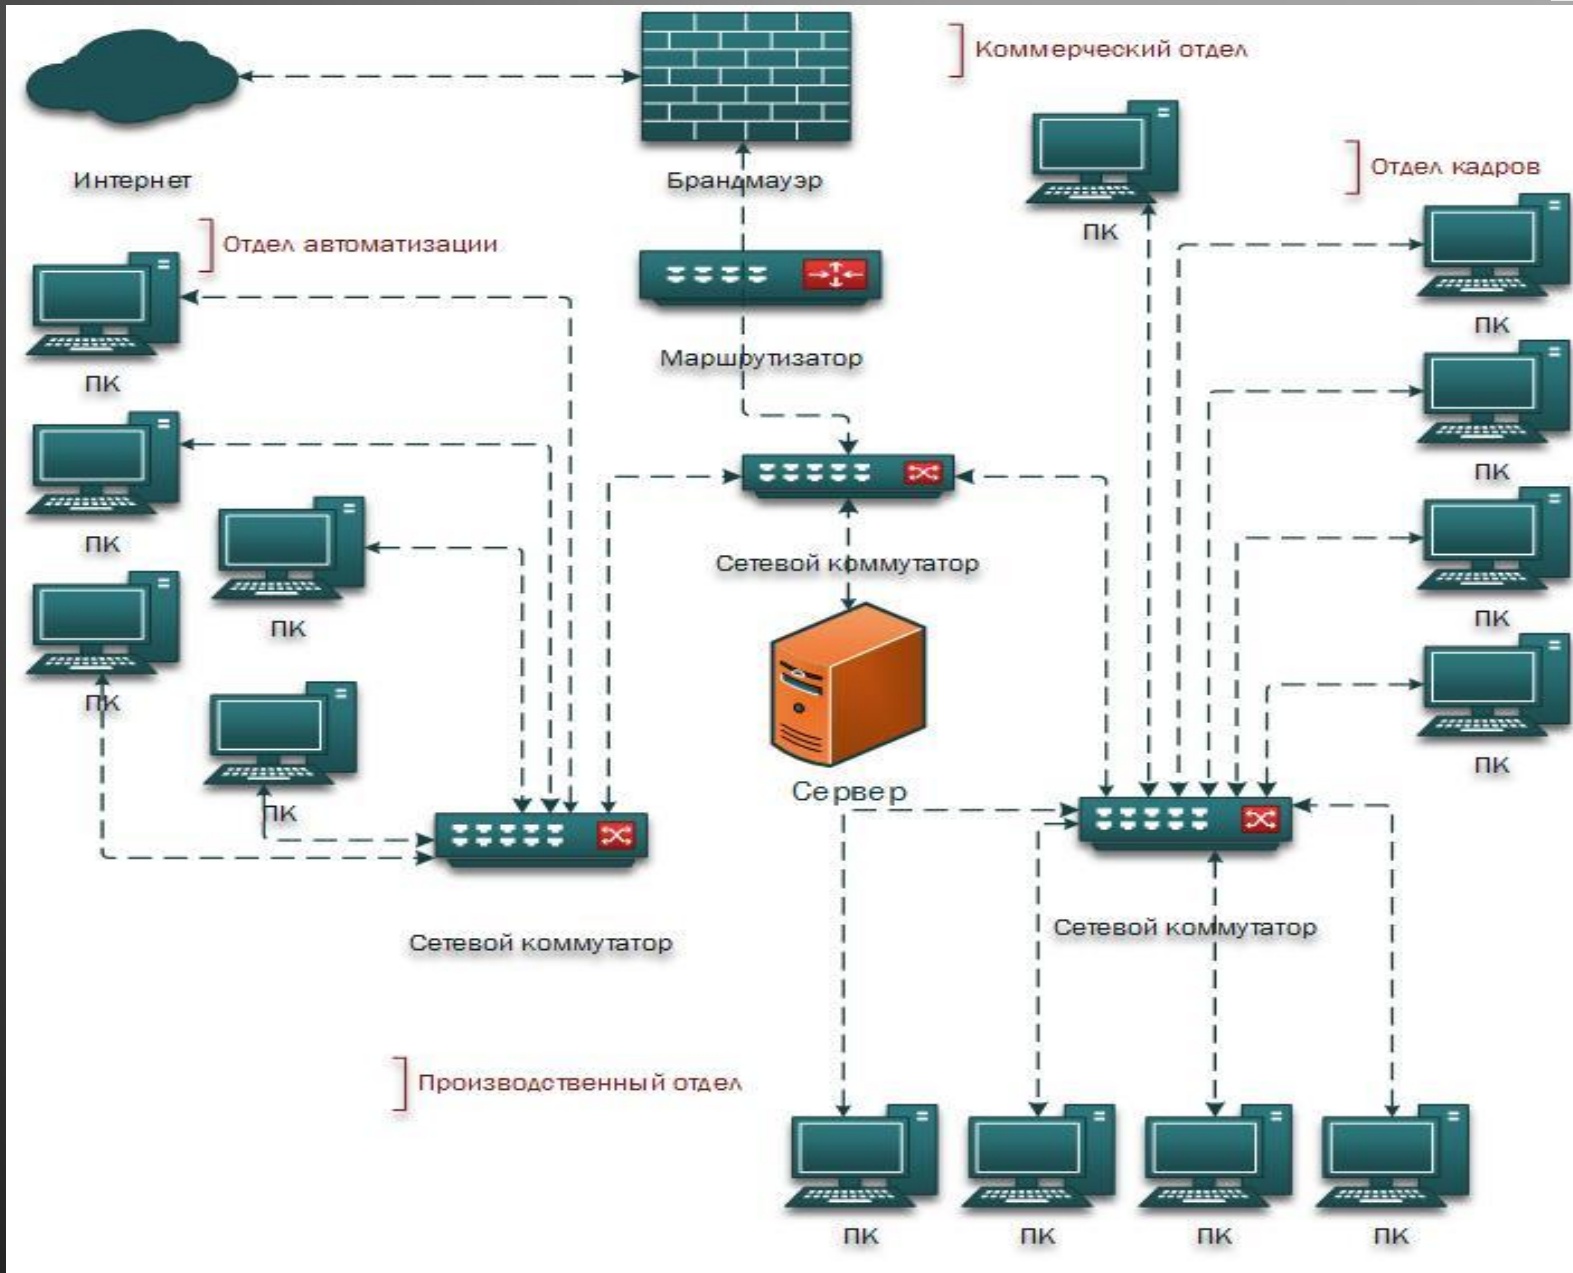 Коммерческий отдел
Интернет
Брандмауэр
Отдел кадров
ПК
Отдел автоматизации
ПК
Маршрутизатор
ПК
ПК
ПК
Сетевой коммутатор
ПК
ПК
ПК
ПК
ПК
Сервер
ПК
Сетевой коммутатор
Сетевой коммутатор
Производственный отдел
ПК
ПК
ПК
ПК